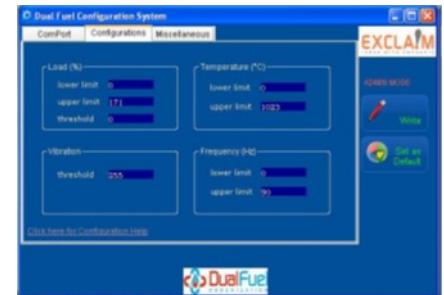 Dual Fuel Configuration System
ComPort Configurations Miscellaneous
EXCLAIM
ADMIN MODE
Load (%)
lower limit 0
upper limit 171
threshold 0
Temperature (°C)
lower limit 0
upper limit 1023
Write
Set as Default
Vibration
threshold 255
Frequency (Hz)
lower limit 0
upper limit 90
Click here for Configuration Help
DualFuel